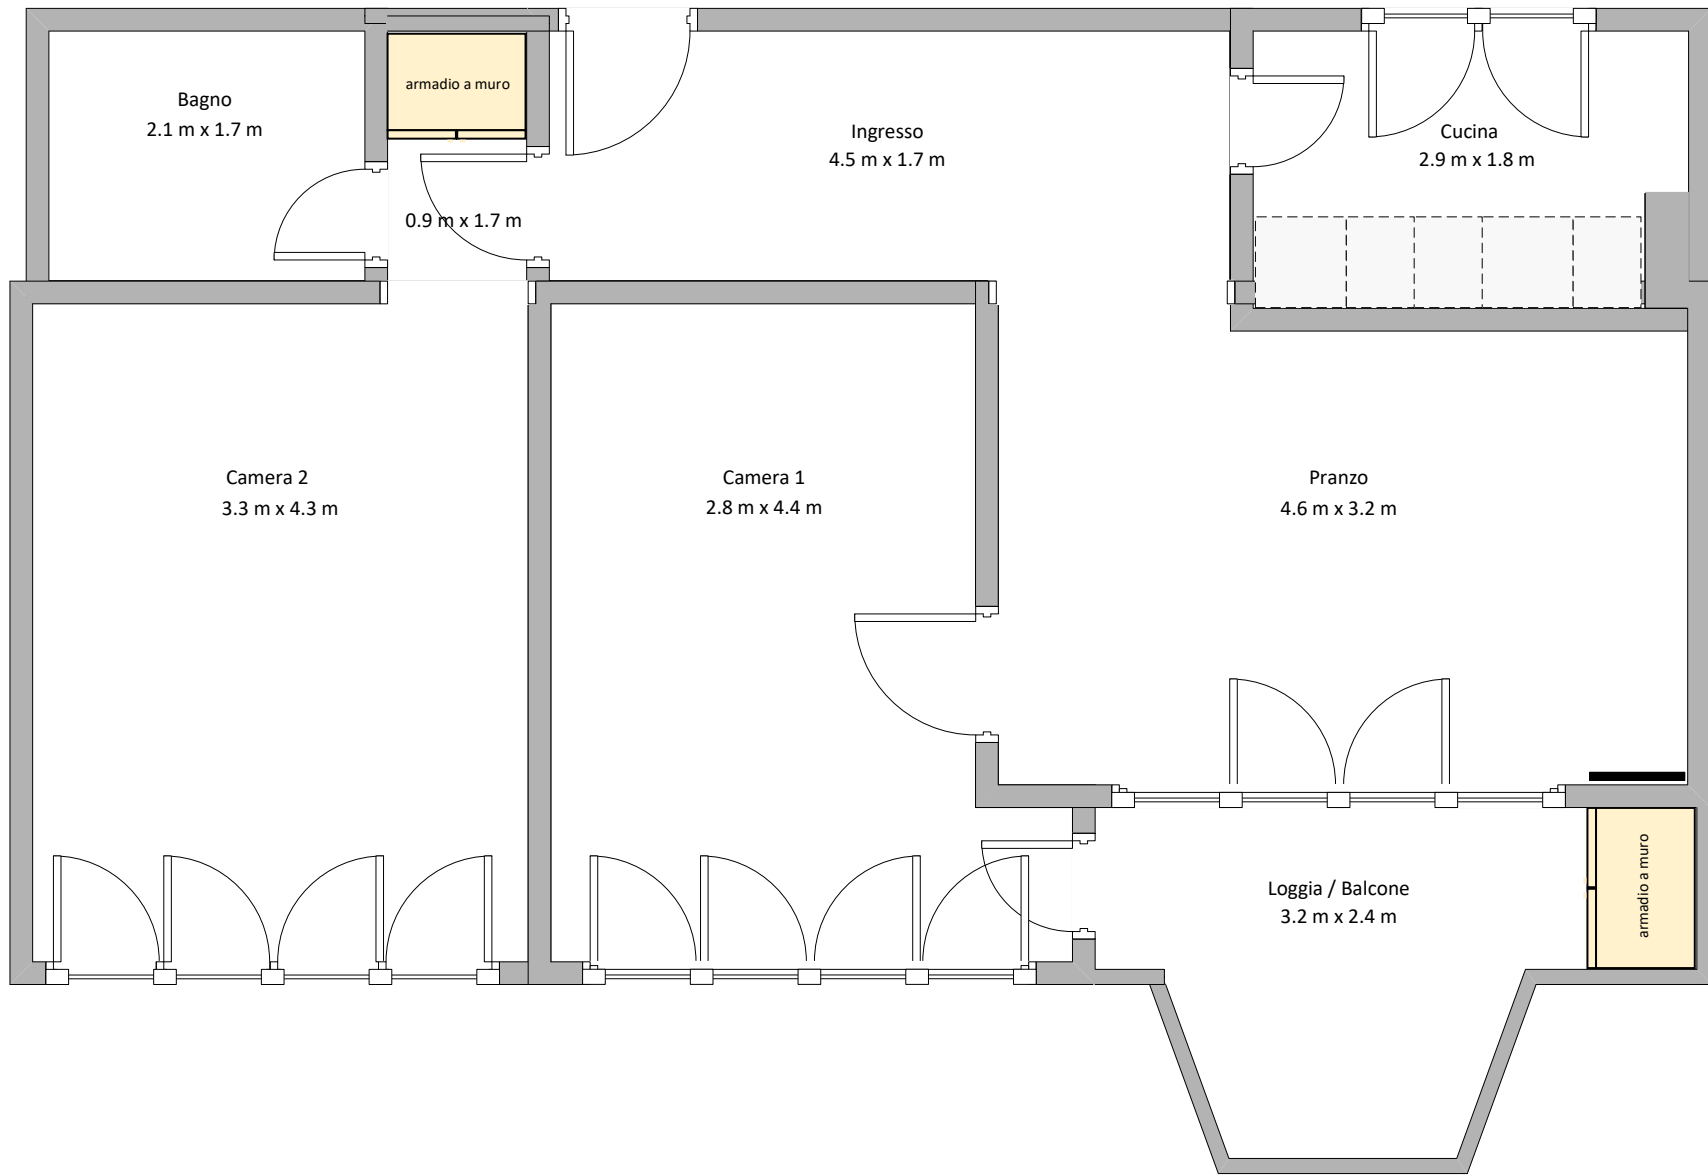 armadio a muro
Bagno
2.1 m x 1.7 m
Ingresso
4.5 m x 1.7 m
Cucina
2.9 m x 1.8 m
0.9 m x 1.7 m
Camera 2
3.3 m x 4.3 m
Camera 1
2.8 m x 4.4 m
Pranzo
4.6 m x 3.2 m
Loggia / Balcone
3.2 m x 2.4 m
armadio a muro